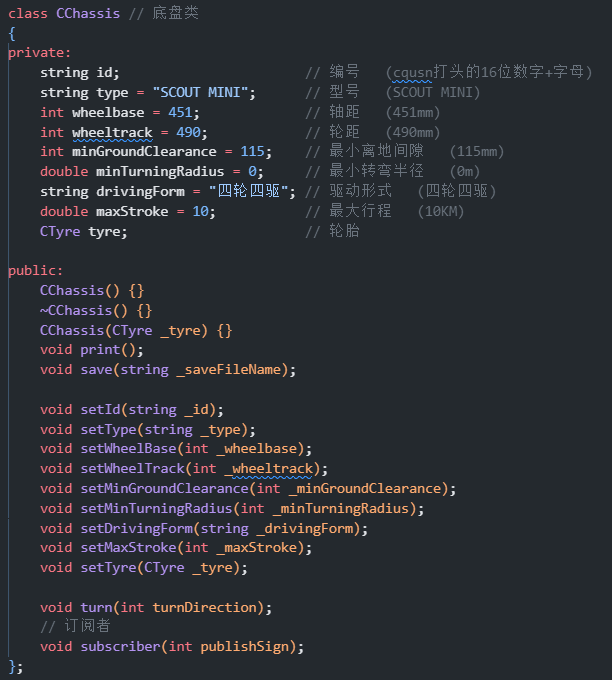 class CChassis // 底盘类
{
private:
    string id;                       // 编号   (cqusn打头的16位数字+字母)
    string type = "SCOUT MINI";      // 型号   (SCOUT MINI)
    int wheelbase = 451;             // 轴距   (451mm)
    int wheeltrack = 490;            // 轮距   (490mm)
    int minGroundClearance = 115;    // 最小离地间隙   (115mm)
    double minTurningRadius = 0;     // 最小转弯半径   (0m)
    string drivingForm = "四轮四驱"; // 驱动形式   (四轮四驱)
    double maxStroke = 10;           // 最大行程   (10KM)
    CTyre tyre;                      // 轮胎

public:
    CChassis() {}
    ~CChassis() {}
    CChassis(CTyre _tyre) {}
    void print();
    void save(string _saveFileName);

    void setId(string _id);
    void setType(string _type);
    void setWheelBase(int _wheelbase);
    void setWheelTrack(int _wheeltrack);
    void setMinGroundClearance(int _minGroundClearance);
    void setMinTurningRadius(int _minTurningRadius);
    void setDrivingForm(string _drivingForm);
    void setMaxStroke(int _maxStroke);
    void setTyre(CTyre _tyre);

    void turn(int turnDirection);
    // 订阅者
    void subscriber(int publishSign);
};